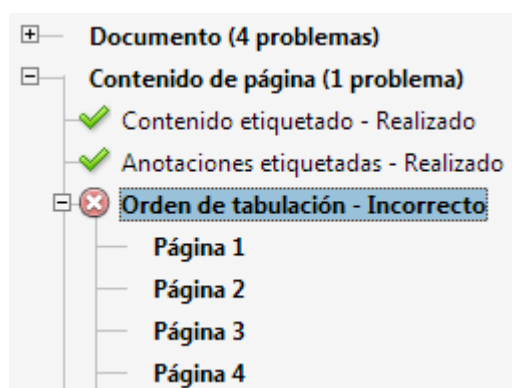 Documento (4 problemas)
Contenido de página (1 problema)
Contenido etiquetado - Realizado
Anotaciones etiquetadas - Realizado
Orden de tabulación - Incorrecto
Página 1
Página 2
Página 3
Página 4